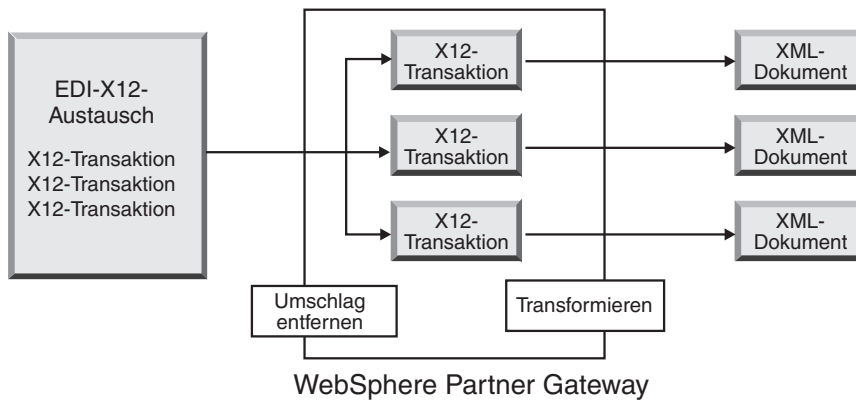 EDI-X12-
Austausch
X12-Transaktion
X12-Transaktion
X12-Transaktion
X12-
Transaktion
XML-
Dokument
X12-
Transaktion
XML-
Dokument
X12-
Transaktion
XML-
Dokument
Umschlag
entfernen
Transformieren
WebSphere Partner Gateway